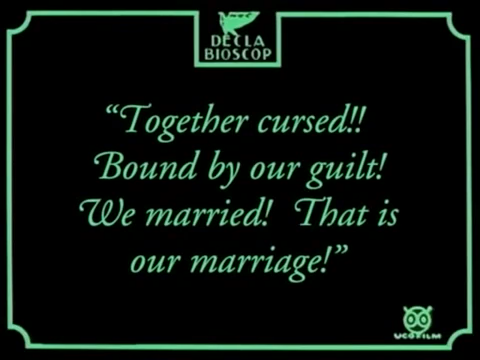 DECLA
BIOSCOP
“Together cursed!!
Bound by our guilt!
We married! That is
our marriage!”
UCOFILM